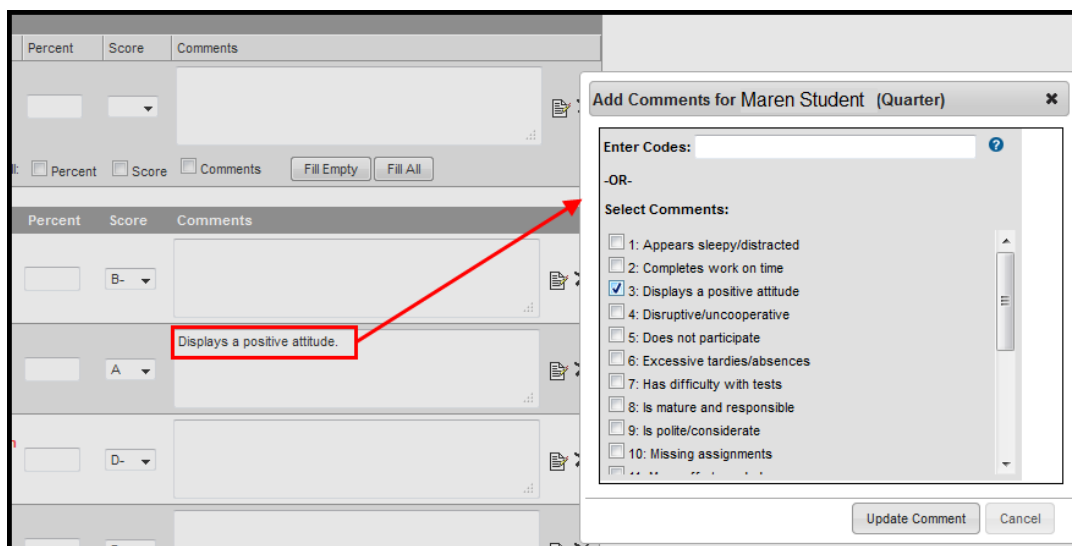 Percent Score Comments
Percent Score Comments Fill Empty Fill All
Percent Score Comments
B-
Displays a positive attitude.
A
D-
Add Comments for Maren Student (Quarter)
Enter Codes:
-OR-
Select Comments:
1: Appears sleepy/distracted
2: Completes work on time
3: Displays a positive attitude
4: Disruptive/uncooperative
5: Does not participate
6: Excessive tardies/absences
7: Has difficulty with tests
8: Is mature and responsible
9: Is polite/considerate
10: Missing assignments
Update Comment Cancel